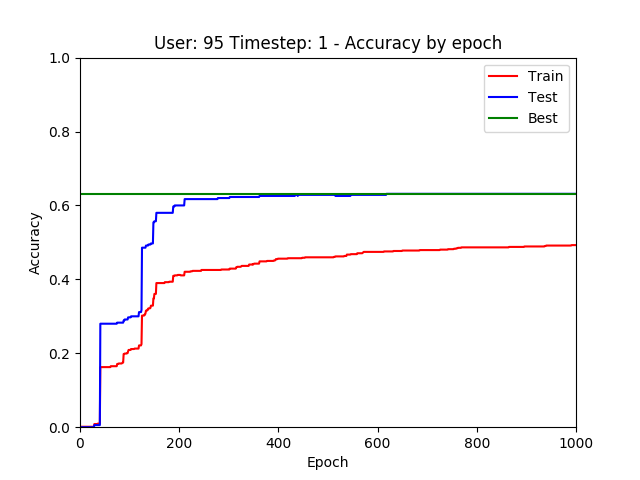 User: 95 Timestep: 1 - Accuracy by epoch
Train
Test
Best
1.0
0.8
0.6
0.4
0.2
0.0
Accuracy
0 200 400 600 800 1000
Epoch